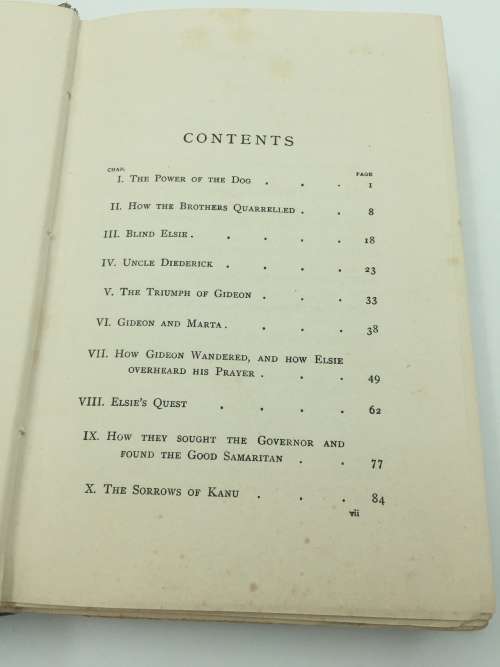 CONTENTS
CHAP. PAGE
I. THE POWER OF THE DOG . . . 1
II. HOW THE BROTHERS QUARRELLED . . 8
III. BLIND ELSIE . . . . . 18
IV. UNCLE DIEDERICK . . . . 23
V. THE TRIUMPH OF GIDEON . . . 33
VI. GIDEON AND MARTA . . . . 38
VII. HOW GIDEON WANDERED, AND HOW ELSIE
OVERHEARD HIS PRAYER . . . 49
VIII. ELSIE'S QUEST . . . . 62
IX. HOW THEY SOUGHT THE GOVERNOR AND
FOUND THE GOOD SAMARITAN . . 77
X. THE SORROWS OF KANU . . . 84
vii